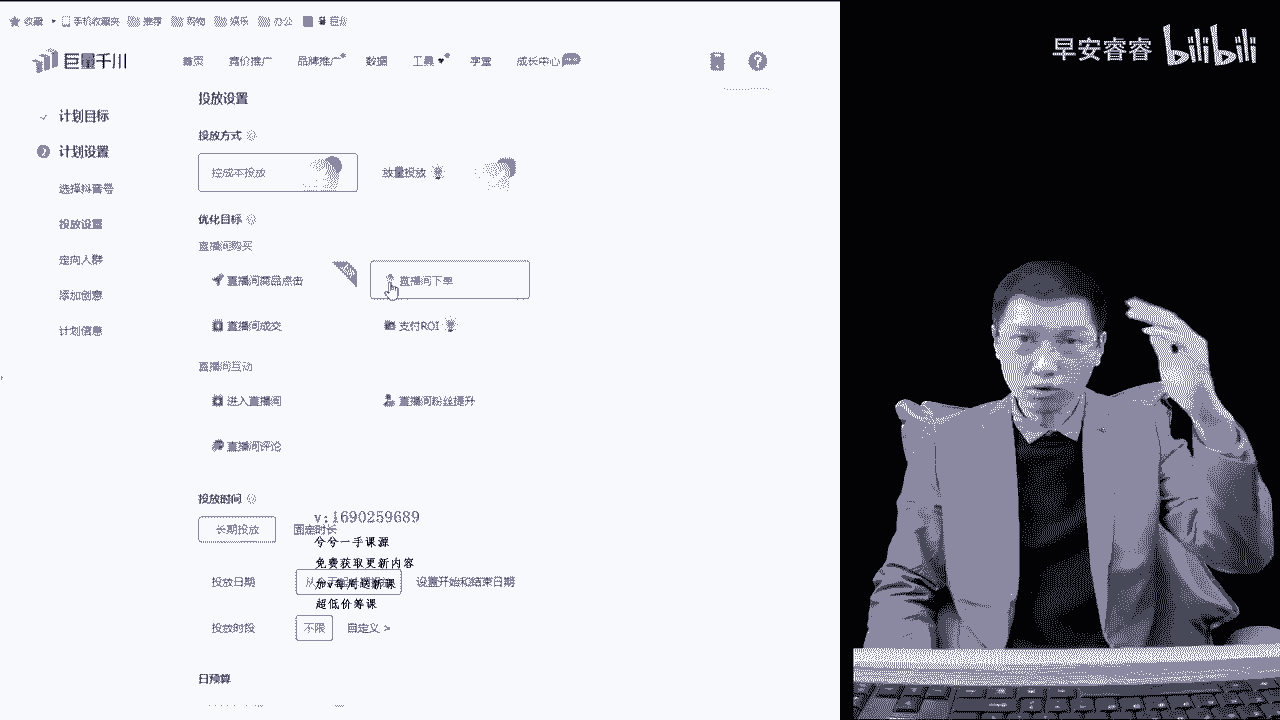 收藏 手机收藏夹 推荐 购物 娱乐 办公
早安睿睿 bilibili
巨量千川 首页 竞价推广 品牌推广 数据 工具 学堂 成长中心
计划目标
计划设置
选择抖音号
投放设置
定向人群
添加创意
计划信息
投放设置
投放方式
控成本投放 放量投放
优化目标
直播间购买
直播间商品点击 直播间下单
直播间成交 支付ROI
直播间互动
进入直播间 直播间粉丝提升
直播间评论
投放时间
长期投放 固定时长
v:1690259689
兮兮一手课源
免费获取更新内容
加v每周更新课
超低价筹课
投放日期 设置开始和结束日期
投放时段 不限 自定义 >
日预算